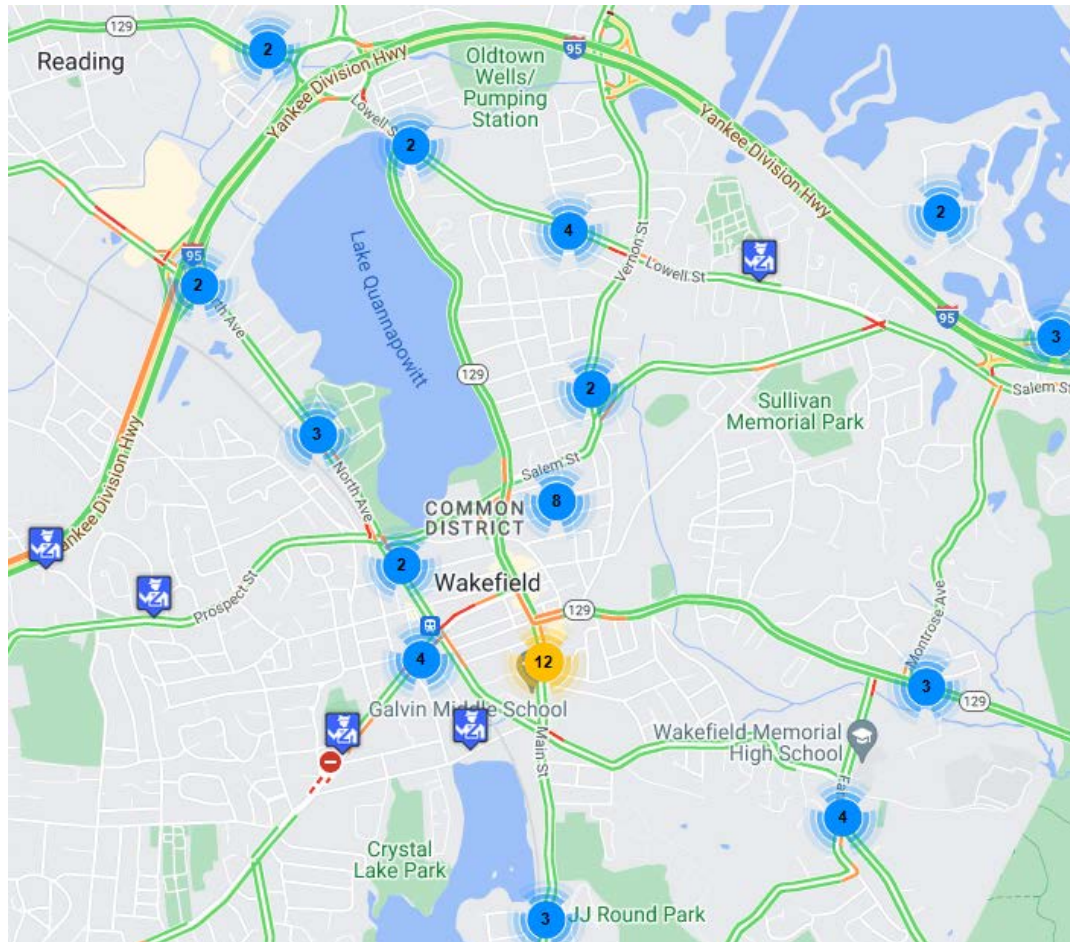 129
2
Reading
Yankee Division Hwy
Oldtown
Wells/
Pumping
Station
95
Lowell S
2
Yankee Division Hwy
2
4
Vernon St
Lowell St
95
2
rth Ave
Lake Quannapowitt
95
3
129
2
Salem St
Sullivan
Memorial Park
3
North Ave
Yankee Division Hwy
Salem St
8
COMMON
DISTRICT
2
Wakefield
Prospect St
129
Montrose Ave
4
12
Galvin Middle School
3
129
Wakefield Memorial
High School
Main St
Ea
4
Crystal
Lake Park
3
JJ Round Park